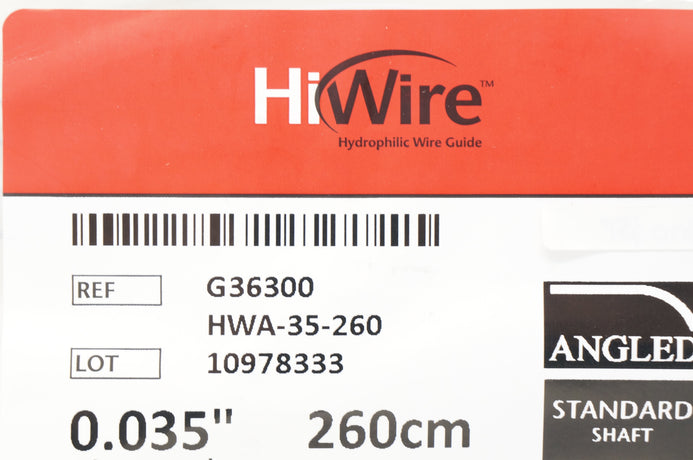 HiWire™
Hydrophilic Wire Guide
REF G36300
HWA-35-260
LOT 10978333
ANGLED
STANDARD
SHAFT
0.035" 260cm